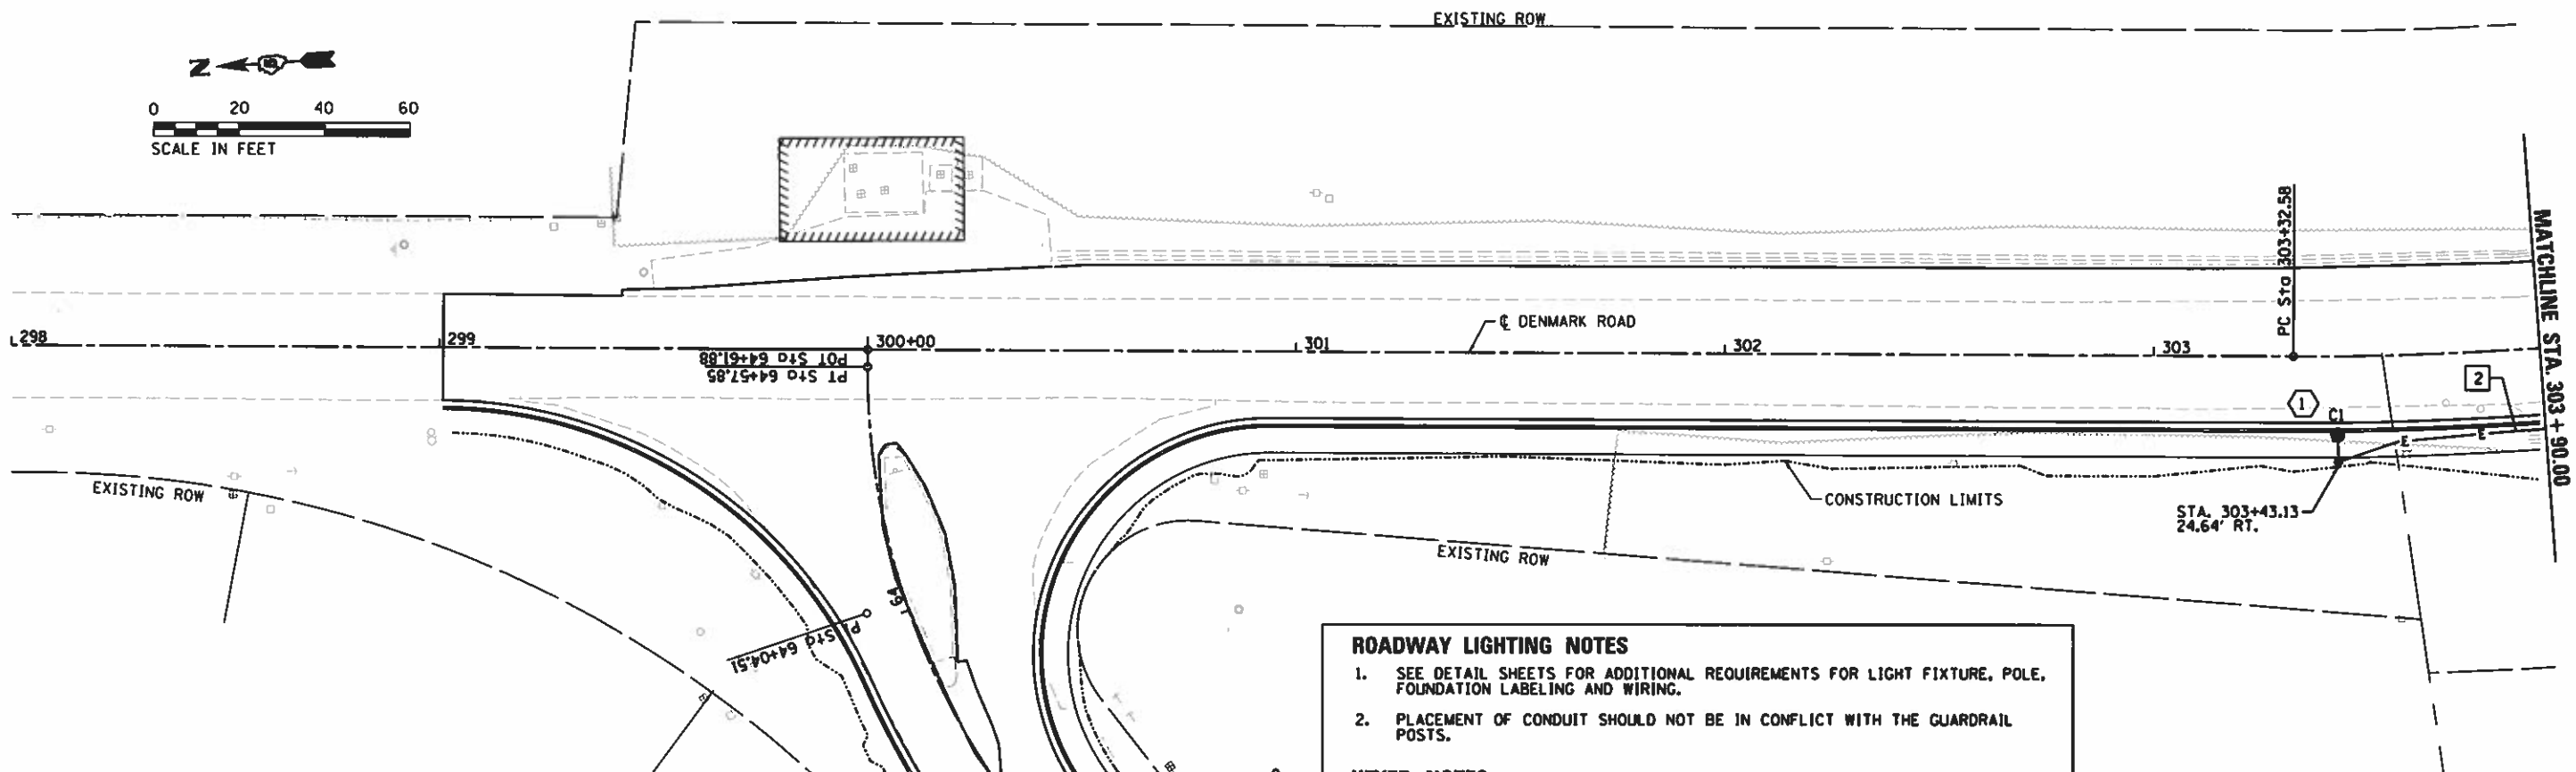 EXISTING ROW
N
0 20 40 60
SCALE IN FEET
PC Sta 303+32.58
MATCHLINE STA. 303 + 90.00
298
299
300+00
301
302
303
℄ DENMARK ROAD
POT Sta 64+61.88
PT Sta 64+57.85
2
1
C1
E
E
EXISTING ROW
CONSTRUCTION LIMITS
STA. 303+43.13
24.64' RT.
EXISTING ROW
64
PI Sta 64+04.51
ROADWAY LIGHTING NOTES
1. SEE DETAIL SHEETS FOR ADDITIONAL REQUIREMENTS FOR LIGHT FIXTURE, POLE,
FOUNDATION LABELING AND WIRING.
2. PLACEMENT OF CONDUIT SHOULD NOT BE IN CONFLICT WITH THE GUARDRAIL
POSTS.